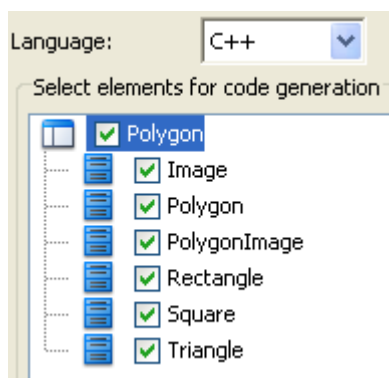 Language: C++
Select elements for code generation
Polygon
Image
Polygon
PolygonImage
Rectangle
Square
Triangle